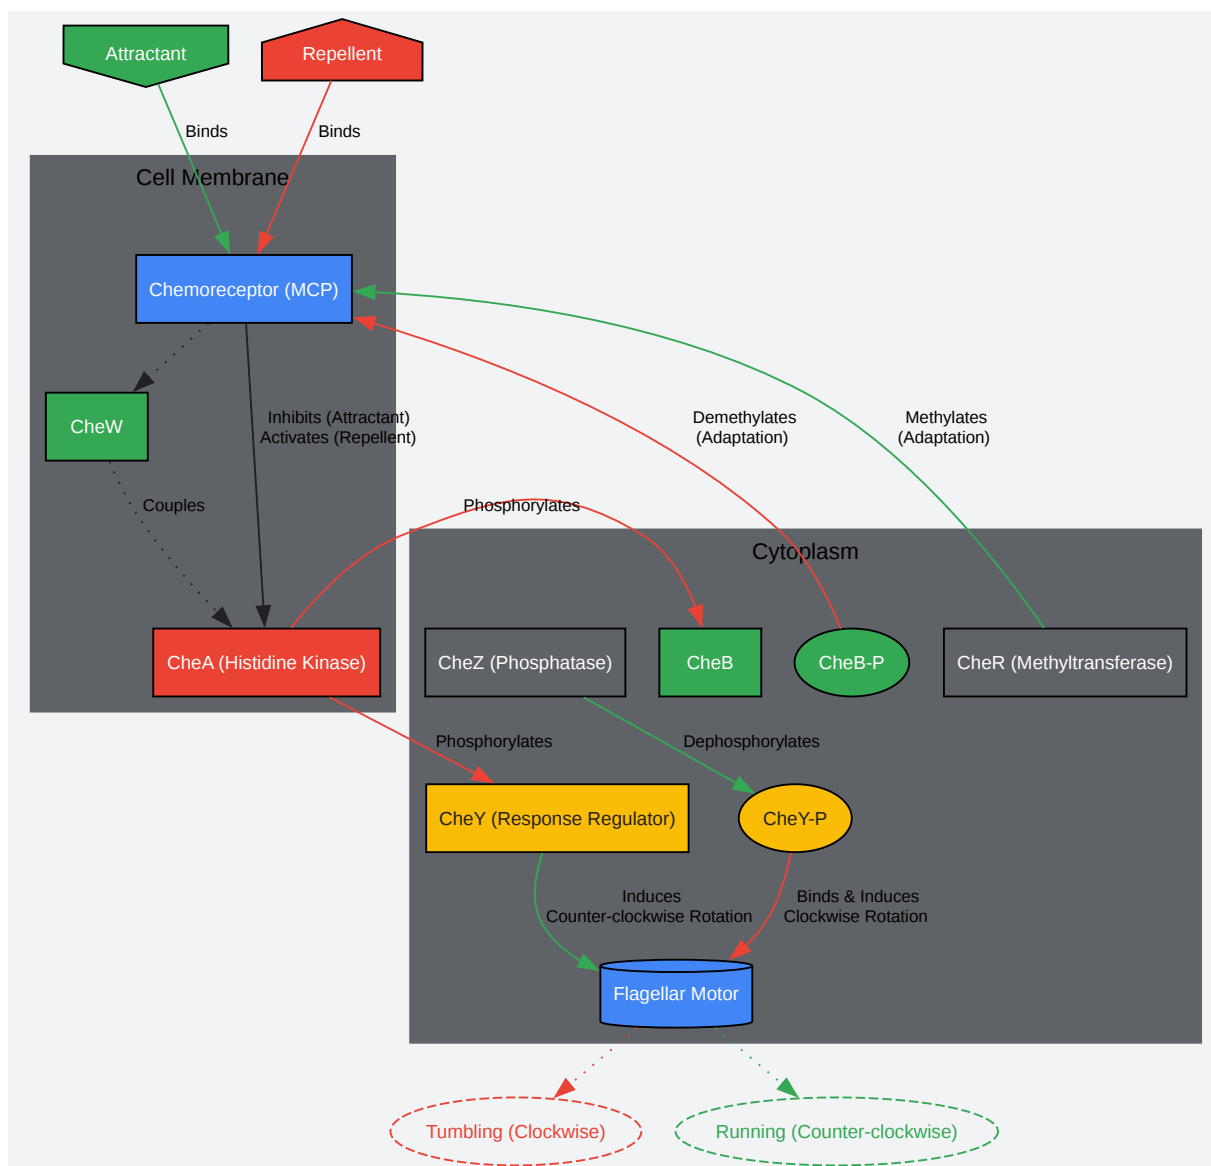 Attractant
Repellent
Binds
Binds
Cell Membrane
Chemoreceptor (MCP)
CheW
Inhibits (Attractant)
Activates (Repellent)
Demethylates
(Adaptation)
Methylates
(Adaptation)
Couples
Phosphorylates
Cytoplasm
CheA (Histidine Kinase)
CheZ (Phosphatase)
CheB
CheB-P
CheR (Methyltransferase)
Phosphorylates
Dephosphorylates
CheY (Response Regulator)
CheY-P
Induces
Counter-clockwise Rotation
Binds & Induces
Clockwise Rotation
Flagellar Motor
Tumbling (Clockwise)
Running (Counter-clockwise)